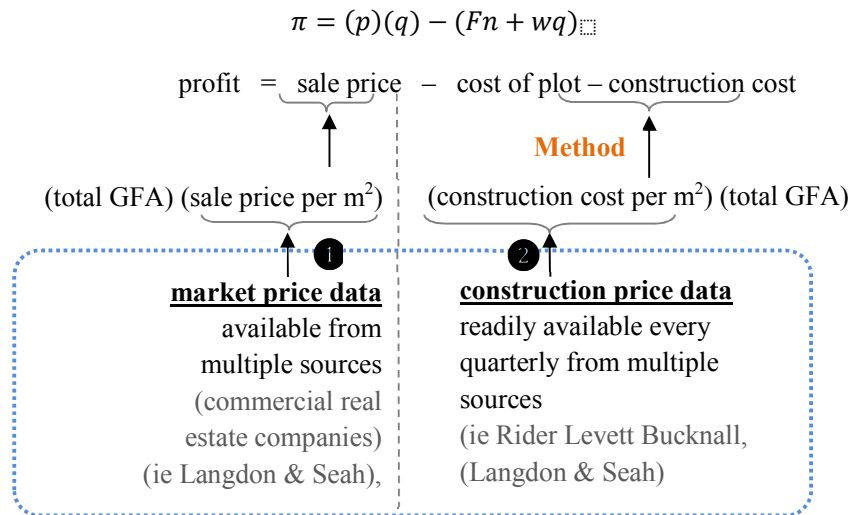 π = (p)(q) − (Fn + wq)
profit = sale price – cost of plot – construction cost
Method
(total GFA) (sale price per m²) (construction cost per m²) (total GFA)
1 2
market price data
available from
multiple sources
(commercial real
estate companies)
(ie Langdon & Seah),
construction price data
readily available every
quarterly from multiple
sources
(ie Rider Levett Bucknall,
(Langdon & Seah)